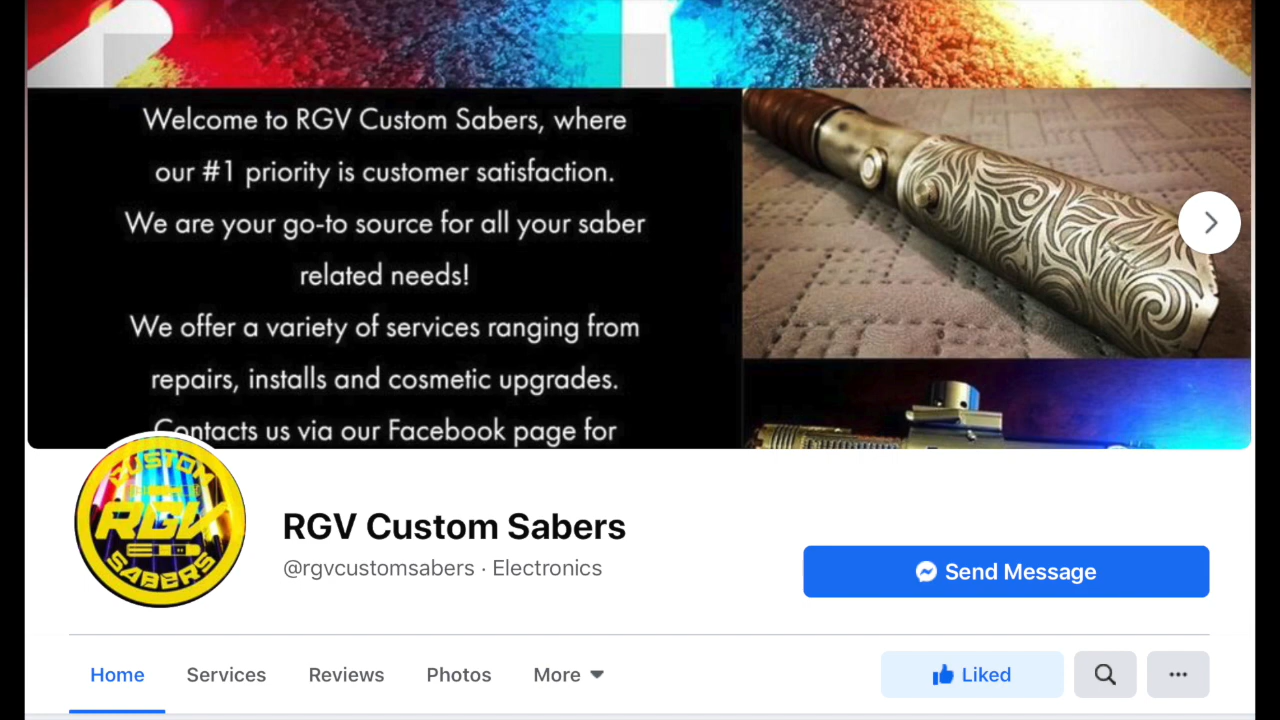 Welcome to RGV Custom Sabers, where
our #1 priority is customer satisfaction.
We are your go-to source for all your saber
related needs!
We offer a variety of services ranging from
repairs, installs and cosmetic upgrades.
Contacts us via our Facebook page for
CUSTOM
RGV
SABERS
RGV Custom Sabers
@rgvcustomsabers · Electronics
Send Message
Home Services Reviews Photos More Liked